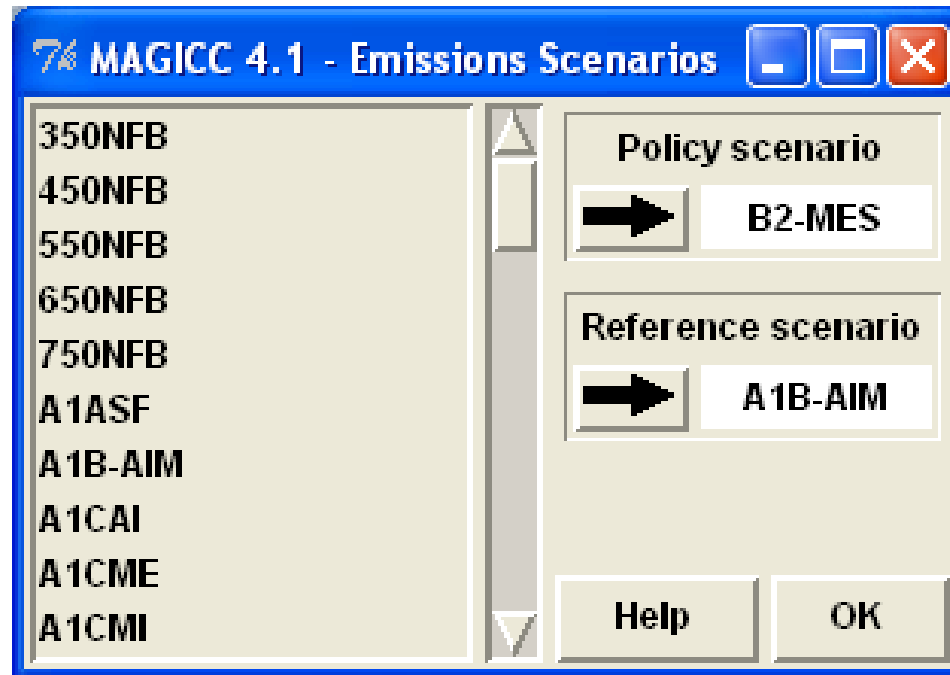 MAGICC 4.1 - Emissions Scenarios
350NFB
450NFB
550NFB
650NFB
750NFB
A1ASF
A1B-AIM
A1CAI
A1CME
A1CMI
Policy scenario
B2-MES
Reference scenario
A1B-AIM
Help
OK